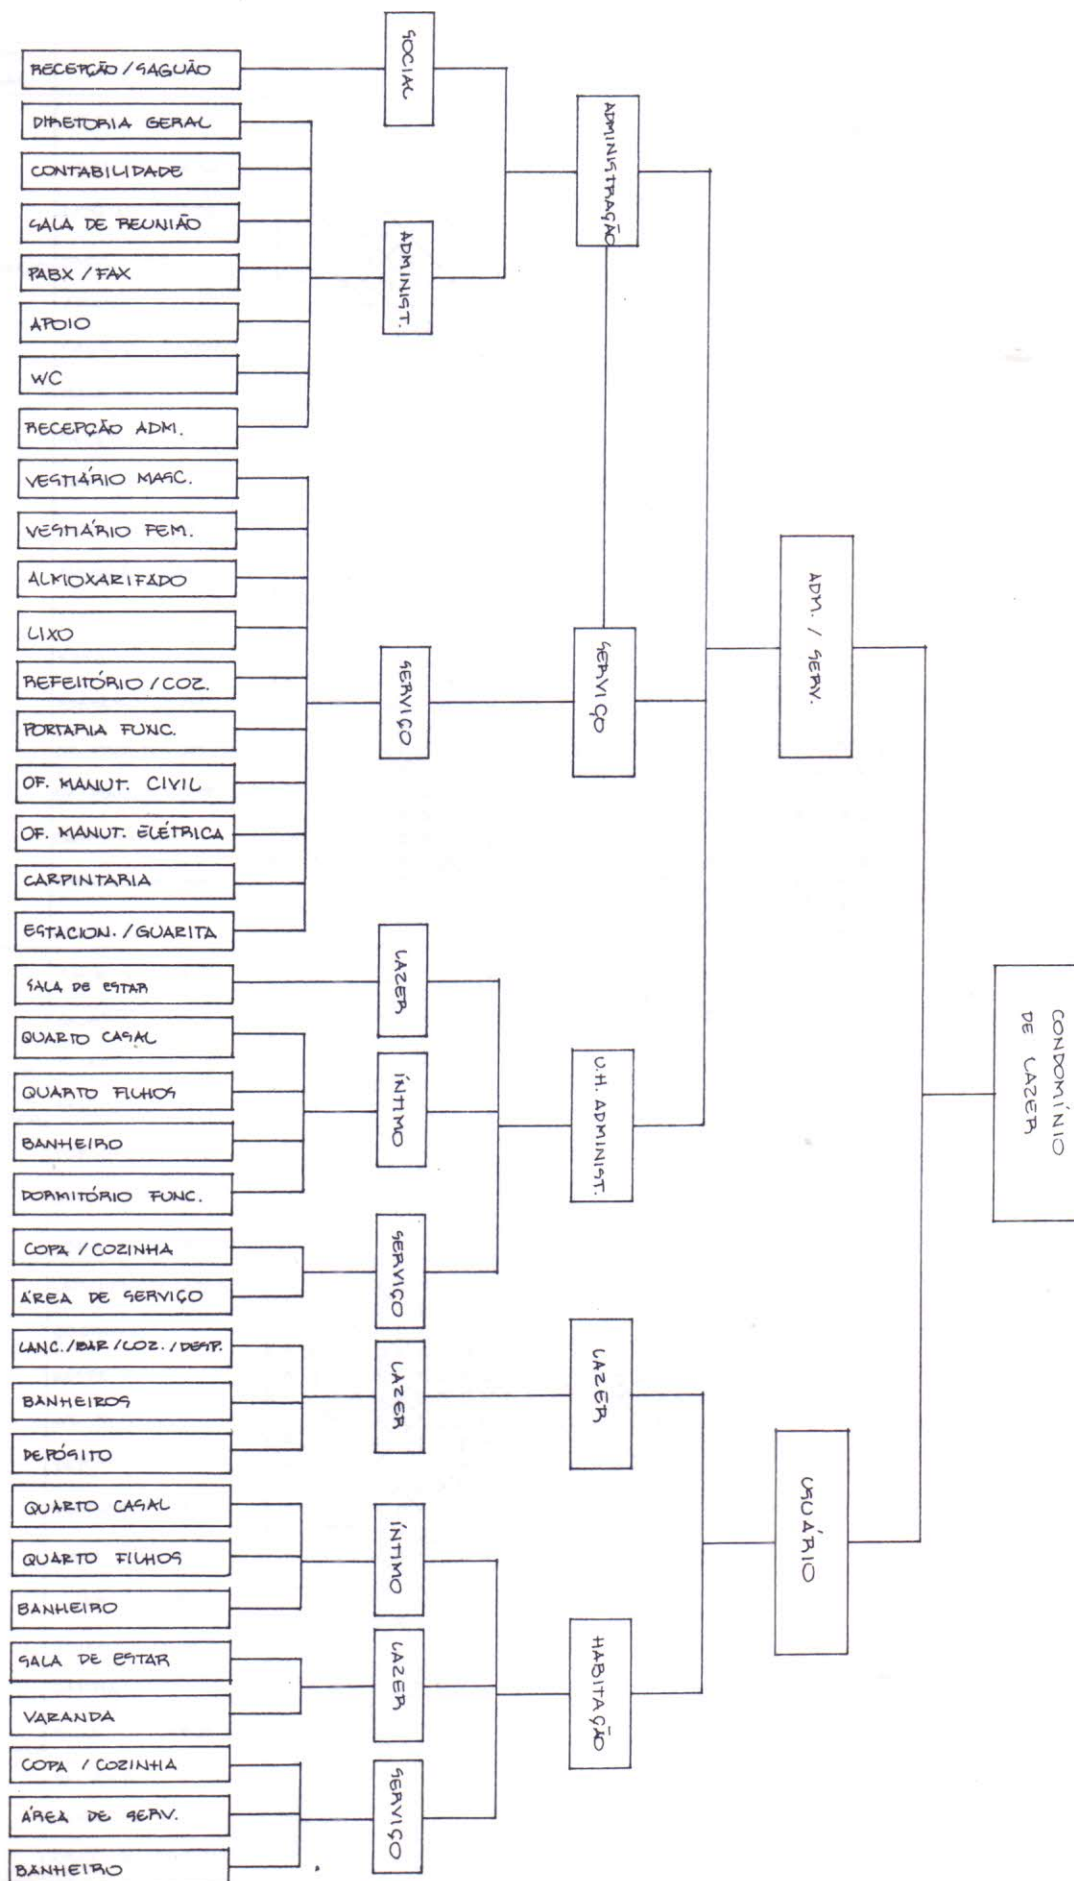 RECEPÇÃO / SAGUÃO
DIRETORIA GERAL
CONTABILIDADE
SALA DE REUNIÃO
PABX / FAX
APOIO
WC
RECEPÇÃO ADM.
VESTIÁRIO MASC.
VESTIÁRIO FEM.
ALMOXARIFADO
LIXO
REFEITÓRIO / COZ.
PORTARIA FUNC.
OF. MANUT. CIVIL
OF. MANUT. ELÉTRICA
CARPINTARIA
ESTACION. / GUARITA
SALA DE ESTAR
QUARTO CASAL
QUARTO FILHOS
BANHEIRO
DORMITÓRIO FUNC.
COPA / COZINHA
ÁREA DE SERVIÇO
LANC. / BAR / COZ. / DESP.
BANHEIROS
DEPÓSITO
QUARTO CASAL
QUARTO FILHOS
BANHEIRO
SALA DE ESTAR
VARANDA
COPA / COZINHA
ÁREA DE SERV.
BANHEIRO
SOCIAL
ADMINIST.
SERVIÇO
LAZER
ÍNTIMO
SERVIÇO
LAZER
ÍNTIMO
LAZER
SERVIÇO
ADMINISTRAÇÃO
SERVIÇO
U.H. ADMINIST.
LAZER
HABITAÇÃO
ADM. / SERV.
USUÁRIO
CONDOMÍNIO
DE LAZER